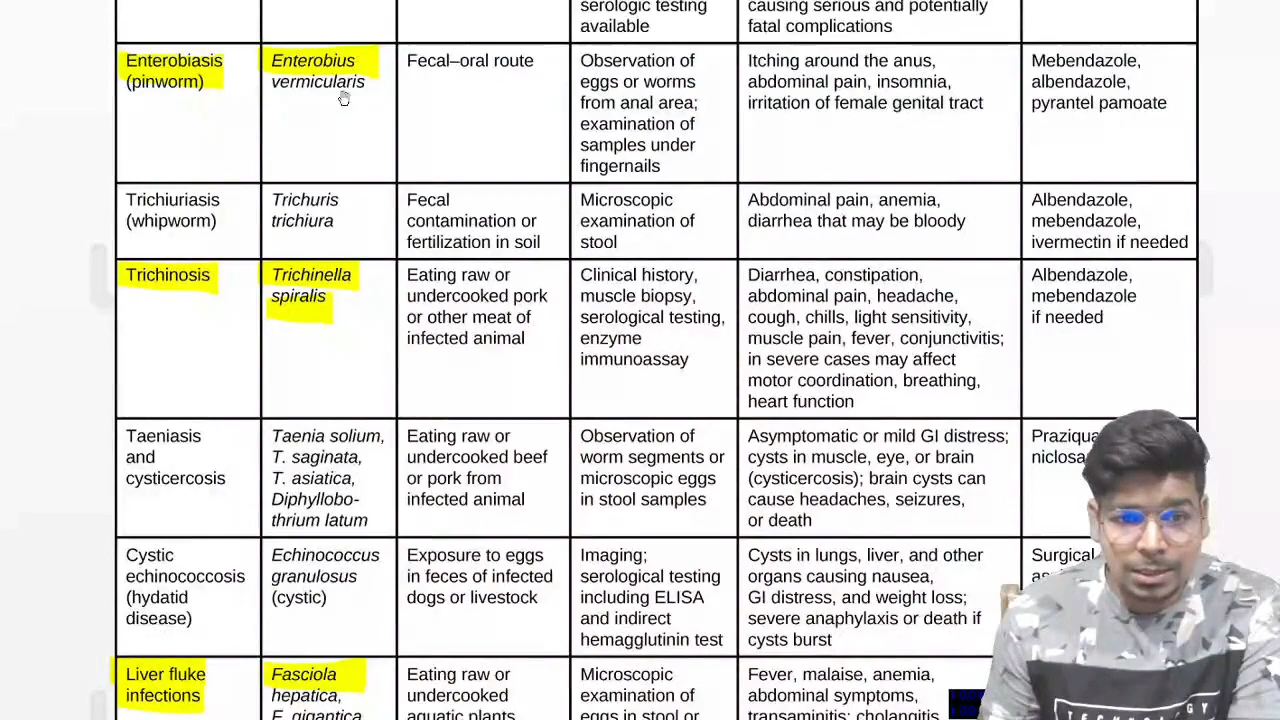 serologic testing
available
causing serious and potentially
fatal complications
Enterobiasis
(pinworm)
Enterobius
vermicularis
Fecal–oral route
Observation of
eggs or worms
from anal area;
examination of
samples under
fingernails
Itching around the anus,
abdominal pain, insomnia,
irritation of female genital tract
Mebendazole,
albendazole,
pyrantel pamoate
Trichiuriasis
(whipworm)
Trichuris
trichiura
Fecal
contamination or
fertilization in soil
Microscopic
examination of
stool
Abdominal pain, anemia,
diarrhea that may be bloody
Albendazole,
mebendazole,
ivermectin if needed
Trichinosis
Trichinella
spiralis
Eating raw or
undercooked pork
or other meat of
infected animal
Clinical history,
muscle biopsy,
serological testing,
enzyme
immunoassay
Diarrhea, constipation,
abdominal pain, headache,
cough, chills, light sensitivity,
muscle pain, fever, conjunctivitis;
in severe cases may affect
motor coordination, breathing,
heart function
Albendazole,
mebendazole
if needed
Taeniasis
and
cysticercosis
Taenia solium,
T. saginata,
T. asiatica,
Diphyllobo-
thrium latum
Eating raw or
undercooked beef
or pork from
infected animal
Observation of
worm segments or
microscopic eggs
in stool samples
Asymptomatic or mild GI distress;
cysts in muscle, eye, or brain
(cysticercosis); brain cysts can
cause headaches, seizures,
or death
Praziqua
niclosa
Cystic
echinococcosis
(hydatid
disease)
Echinococcus
granulosus
(cystic)
Exposure to eggs
in feces of infected
dogs or livestock
Imaging;
serological testing
including ELISA
and indirect
hemagglutinin test
Cysts in lungs, liver, and other
organs causing nausea,
GI distress, and weight loss;
severe anaphylaxis or death if
cysts burst
Surgical
as
Liver fluke
infections
Fasciola
hepatica,
F. gigantica
Eating raw or
undercooked
aquatic plants
Microscopic
examination of
eggs in stool or
Fever, malaise, anemia,
abdominal symptoms,
transaminitis; cholangitis